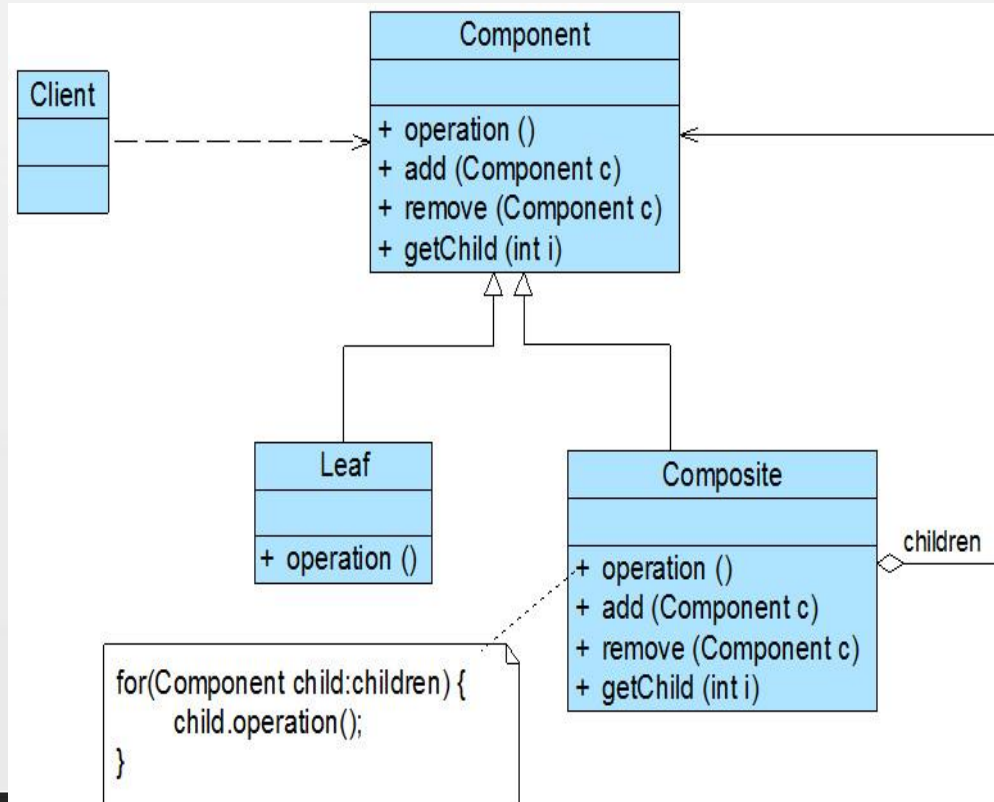 Component
Client
+ operation ()
+ add (Component c)
+ remove (Component c)
+ getChild (int i)
Leaf
+ operation ()
Composite
+ operation ()
+ add (Component c)
+ remove (Component c)
+ getChild (int i)
children
for(Component child:children) {
child.operation();
}